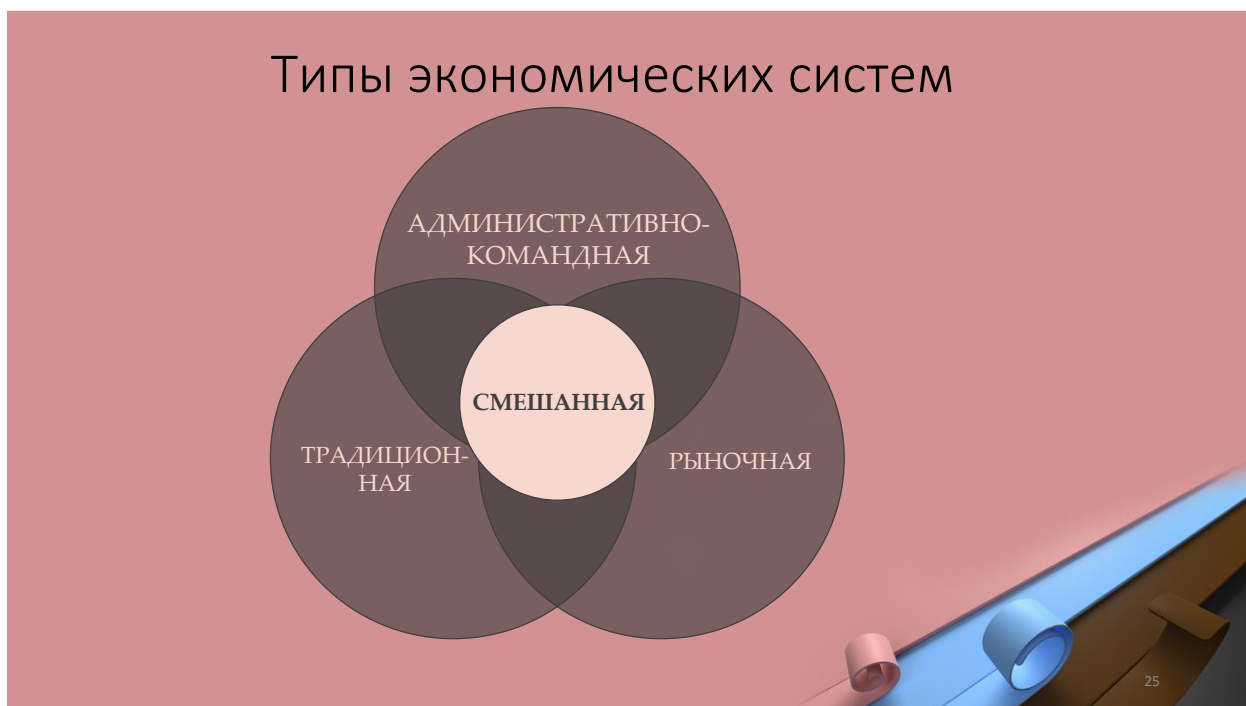 Типы экономических систем
АДМИНИСТРАТИВНО-
КОМАНДНАЯ
СМЕШАННАЯ
ТРАДИЦИОН-
НАЯ
РЫНОЧНАЯ
25